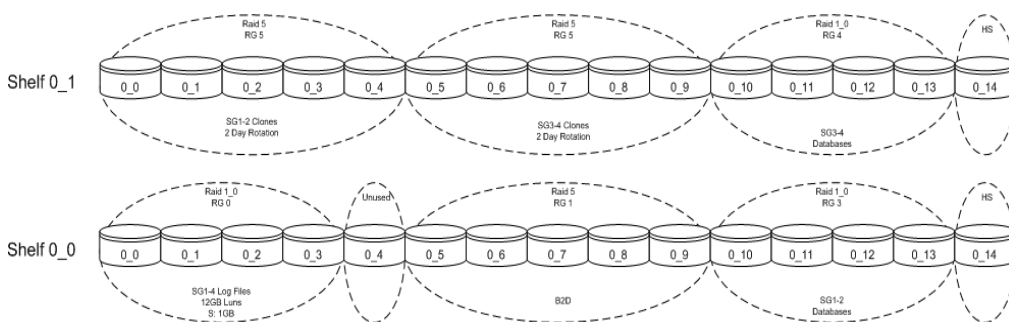 Raid 5
RG 5
Raid 5
RG 5
Raid 1_0
RG 4
HS
Shelf 0_1
0_0 0_1 0_2 0_3 0_4 0_5 0_6 0_7 0_8 0_9 0_10 0_11 0_12 0_13 0_14
SG1-2 Clones
2 Day Rotation
SG3-4 Clones
2 Day Rotation
SG3-4
Databases
Raid 1_0
RG 0
Unused
Raid 5
RG 1
Raid 1_0
RG 3
HS
Shelf 0_0
0_0 0_1 0_2 0_3 0_4 0_5 0_6 0_7 0_8 0_9 0_10 0_11 0_12 0_13 0_14
SG1-4 Log Files
12GB Luns
S: 1GB
B2D
SG1-2
Databases